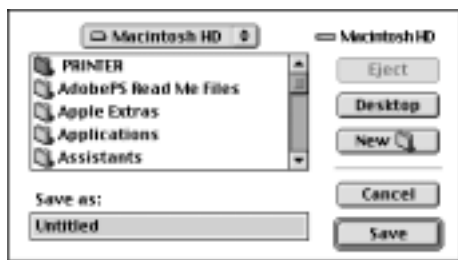 Macintosh HD
Macintosh HD
PRINTER
AdobePS Read Me Files
Apple Extras
Applications
Assistants
Eject
Desktop
New
Save as:
Untitled
Cancel
Save